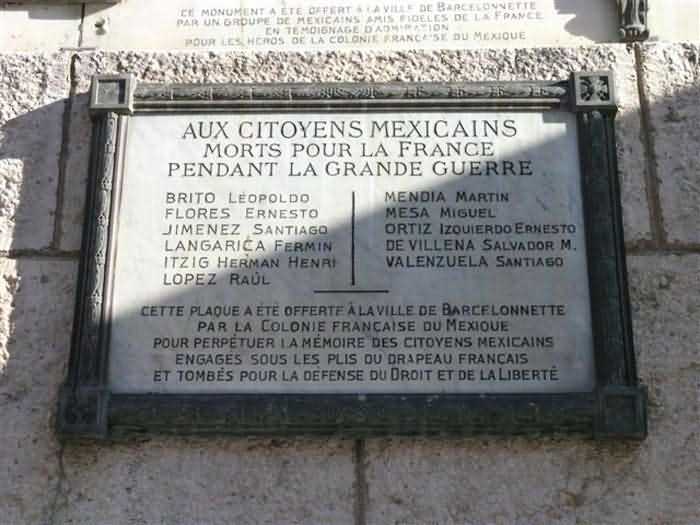 CE MONUMENT A ÉTÉ OFFERT À LA VILLE DE BARCELONNETTE
PAR UN GROUPE DE MEXICAINS AMIS FIDÈLES DE LA FRANCE
EN TÉMOIGNAGE D'ADMIRATION
POUR LES HÉROS DE LA COLONIE FRANÇAISE DU MEXIQUE
AUX CITOYENS MEXICAINS
MORTS POUR LA FRANCE
PENDANT LA GRANDE GUERRE
BRITO LÉOPOLDO
FLORES ERNESTO
JIMENEZ SANTIAGO
LANGARICA FERMIN
ITZIG HERMAN HENRI
LOPEZ RAÚL
MENDIA MARTIN
MESA MIGUEL
ORTIZ IZQUIERDO ERNESTO
DE VILLENA SALVADOR M.
VALENZUELA SANTIAGO
CETTE PLAQUE A ÉTÉ OFFERTE À LA VILLE DE BARCELONNETTE
PAR LA COLONIE FRANÇAISE DU MEXIQUE
POUR PERPÉTUER LA MÉMOIRE DES CITOYENS MEXICAINS
ENGAGÉS SOUS LES PLIS DU DRAPEAU FRANÇAIS
ET TOMBÉS POUR LA DÉFENSE DU DROIT ET DE LA LIBERTÉ